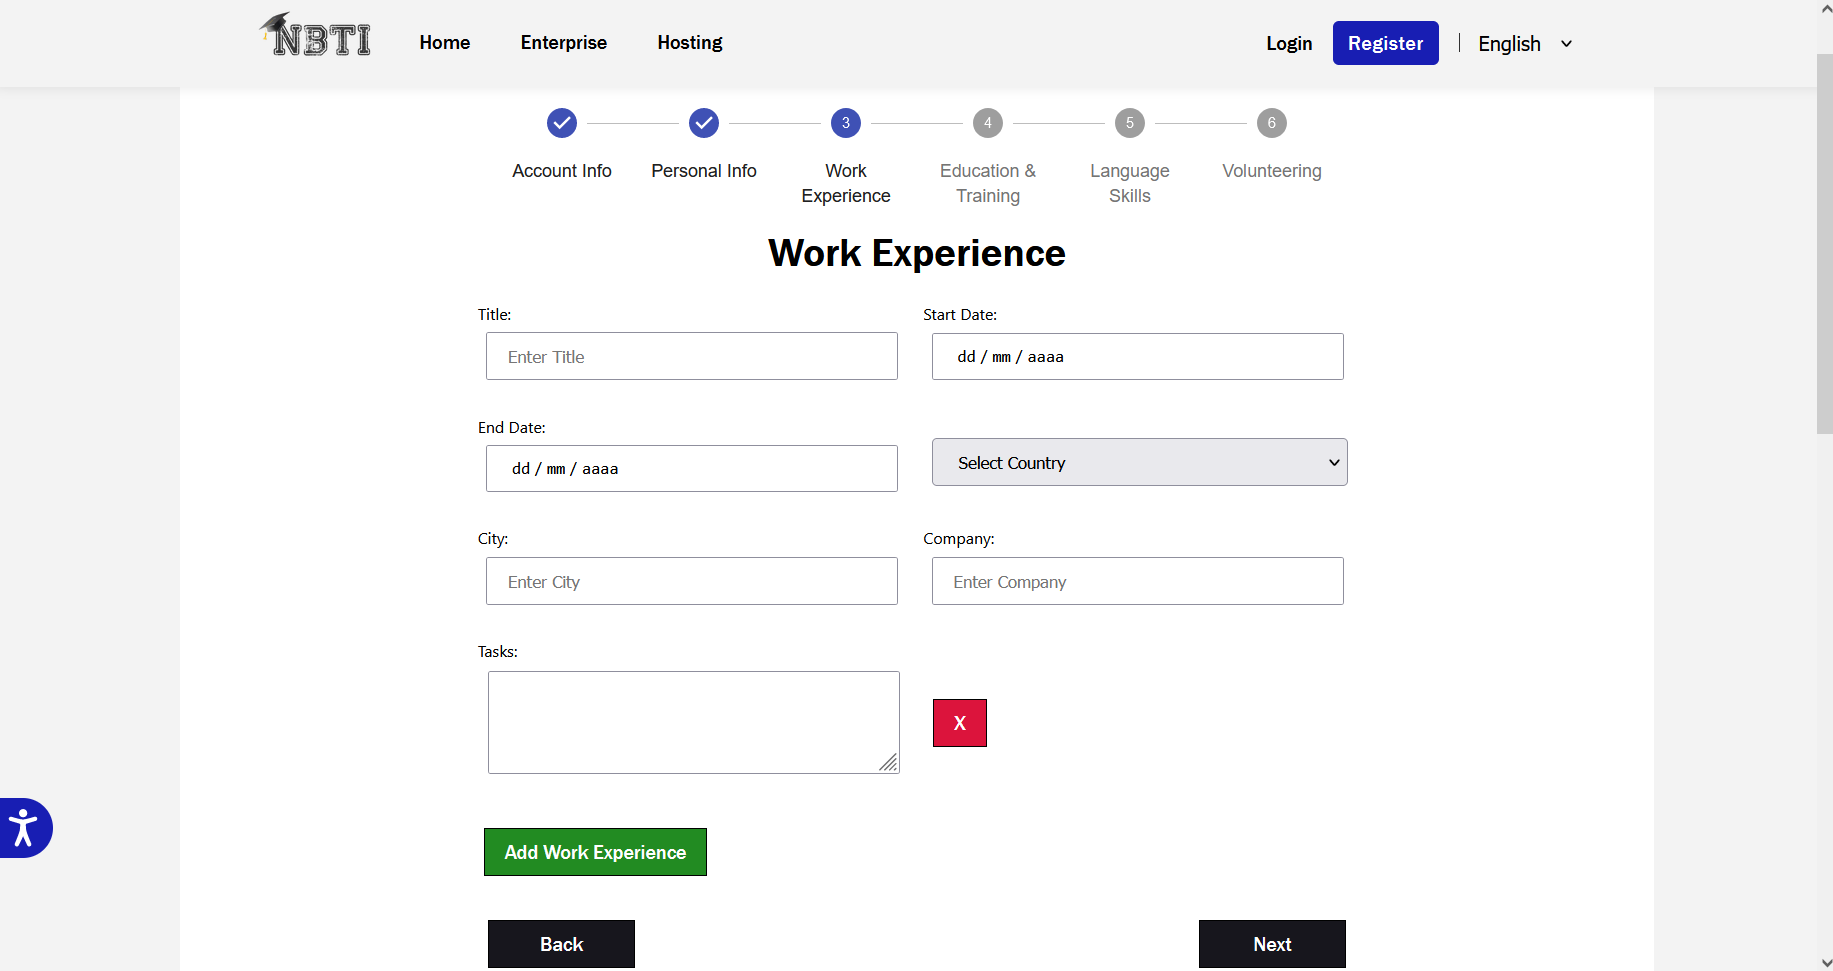 NBTI
Home
Enterprise
Hosting
Login
Register
English
3
4
5
6
Account Info
Personal Info
Work
Experience
Education &
Training
Language
Skills
Volunteering
Work Experience
Title:
Start Date:
Enter Title
dd / mm / aaaa
End Date:
dd / mm / aaaa
Select Country
City:
Company:
Enter City
Enter Company
Tasks:
X
Add Work Experience
Back
Next